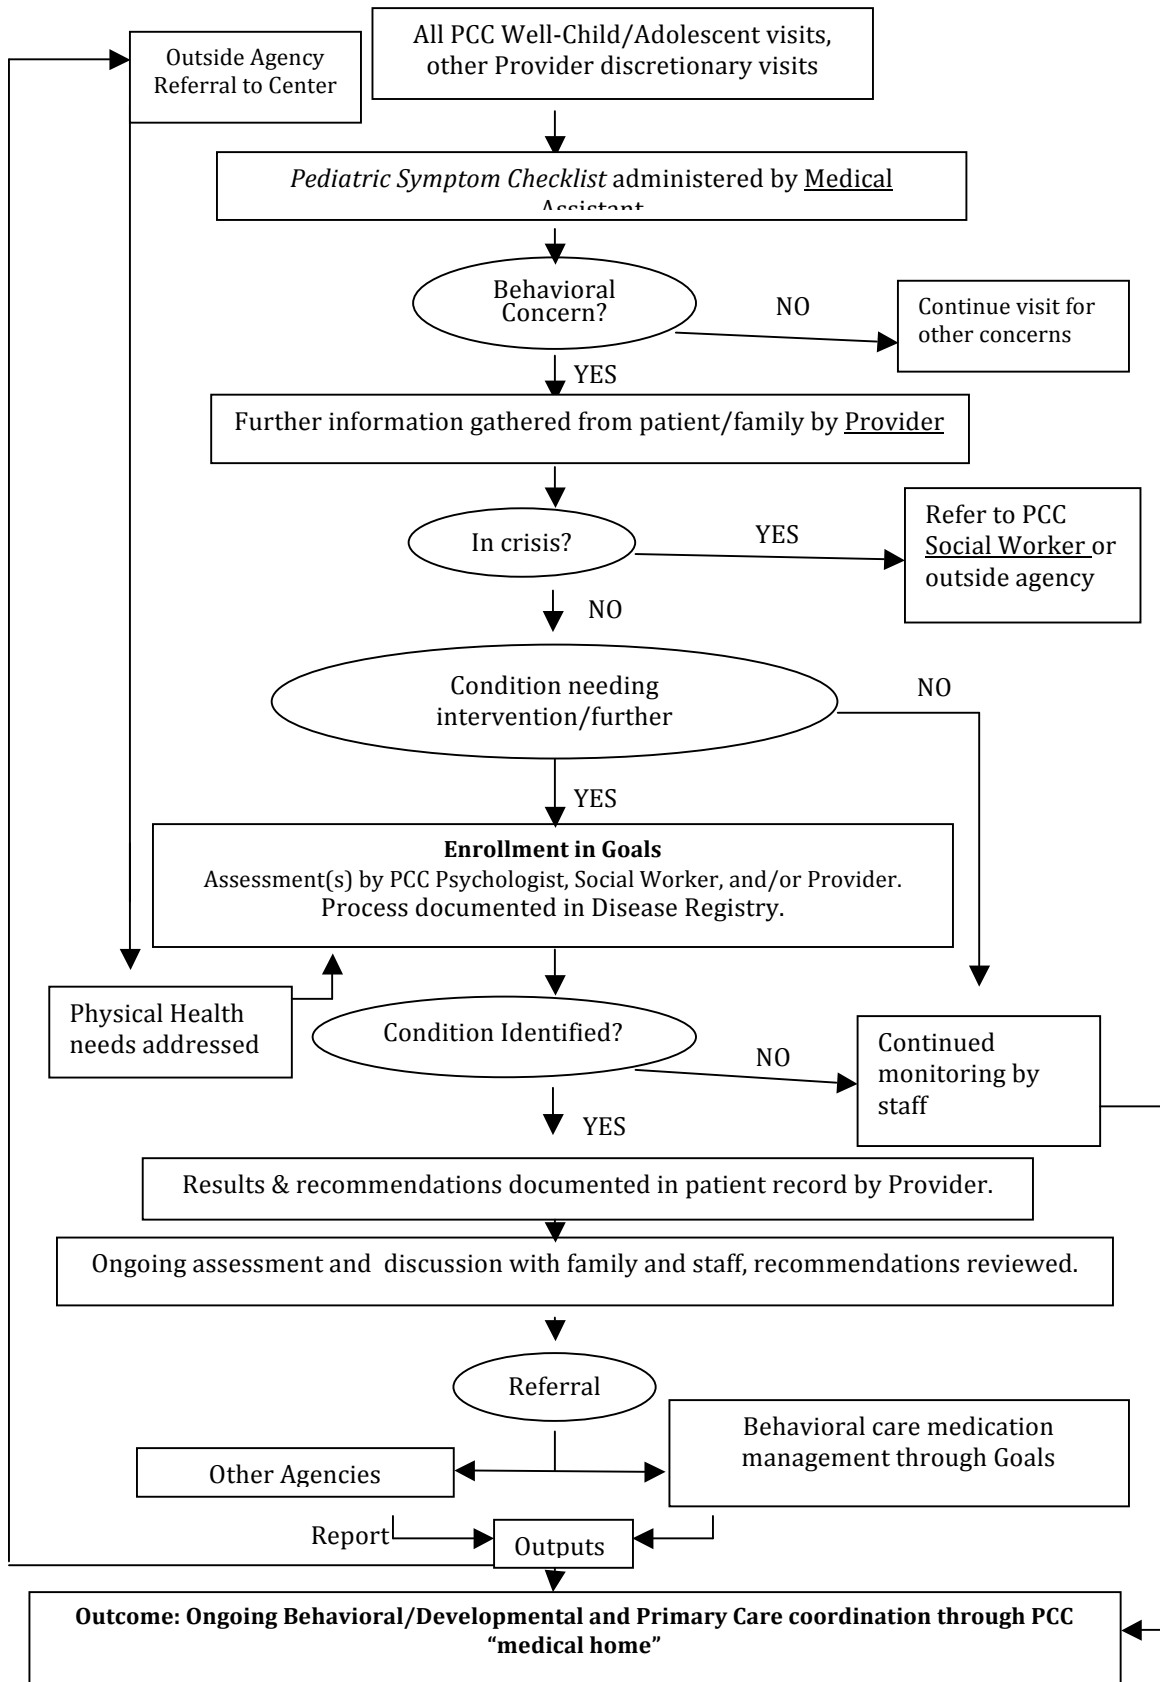 Outside Agency
Referral to Center
All PCC Well-Child/Adolescent visits,
other Provider discretionary visits
Pediatric Symptom Checklist administered by Medical
Assistant
Behavioral
Concern?
NO
Continue visit for
other concerns
YES
Further information gathered from patient/family by Provider
In crisis?
YES
Refer to PCC
Social Worker or
outside agency
NO
Condition needing
intervention/further
NO
YES
Enrollment in Goals
Assessment(s) by PCC Psychologist, Social Worker, and/or Provider.
Process documented in Disease Registry.
Physical Health
needs addressed
Condition Identified?
NO
Continued
monitoring by
staff
YES
Results & recommendations documented in patient record by Provider.
Ongoing assessment and discussion with family and staff, recommendations reviewed.
Referral
Other Agencies
Behavioral care medication
management through Goals
Report
Outputs
Outcome: Ongoing Behavioral/Developmental and Primary Care coordination through PCC
“medical home”